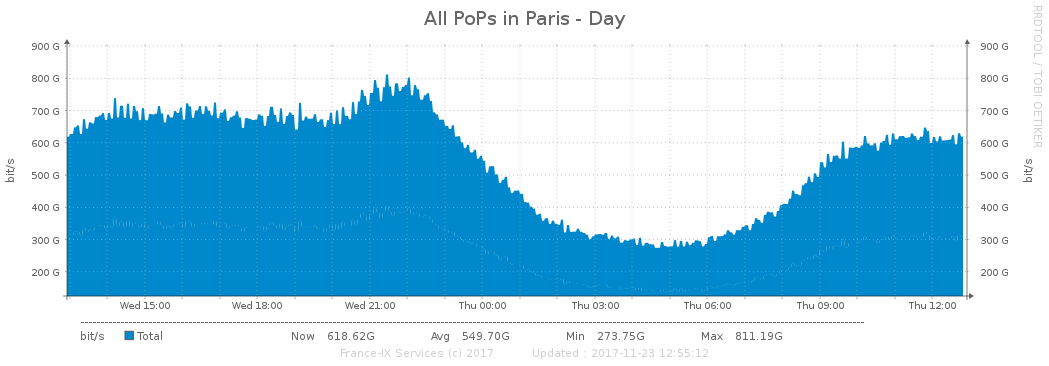 All PoPs in Paris - Day
RRDTOOL / TOBI OETIKER
900 G 900 G
800 G 800 G
700 G 700 G
600 G 600 G
500 G 500 G
400 G 400 G
300 G 300 G
200 G 200 G
bit/s bit/s
Wed 15:00 Wed 18:00 Wed 21:00 Thu 00:00 Thu 03:00 Thu 06:00 Thu 09:00 Thu 12:00
bit/s Total Now 618.62G Avg 549.70G Min 273.75G Max 811.19G
France-IX Services (c) 2017 Updated : 2017-11-23 12:55:12